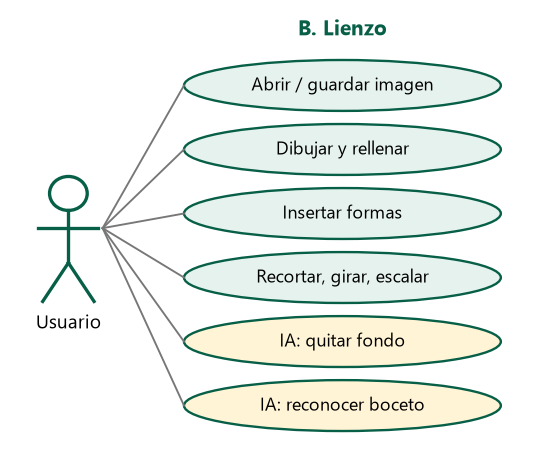 B. Lienzo
Abrir / guardar imagen
Dibujar y rellenar
Insertar formas
Recortar, girar, escalar
Usuario
IA: quitar fondo
IA: reconocer boceto